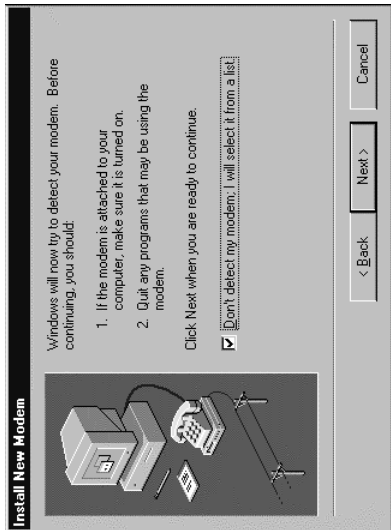 Install New Modem
Windows will now try to detect your modem. Before
continuing, you should:
1. If the modem is attached to your
computer, make sure it is turned on.
2. Quit any programs that may be using the
modem.
Click Next when you are ready to continue.
Don't detect my modem; I will select it from a list.
< Back
Next >
Cancel